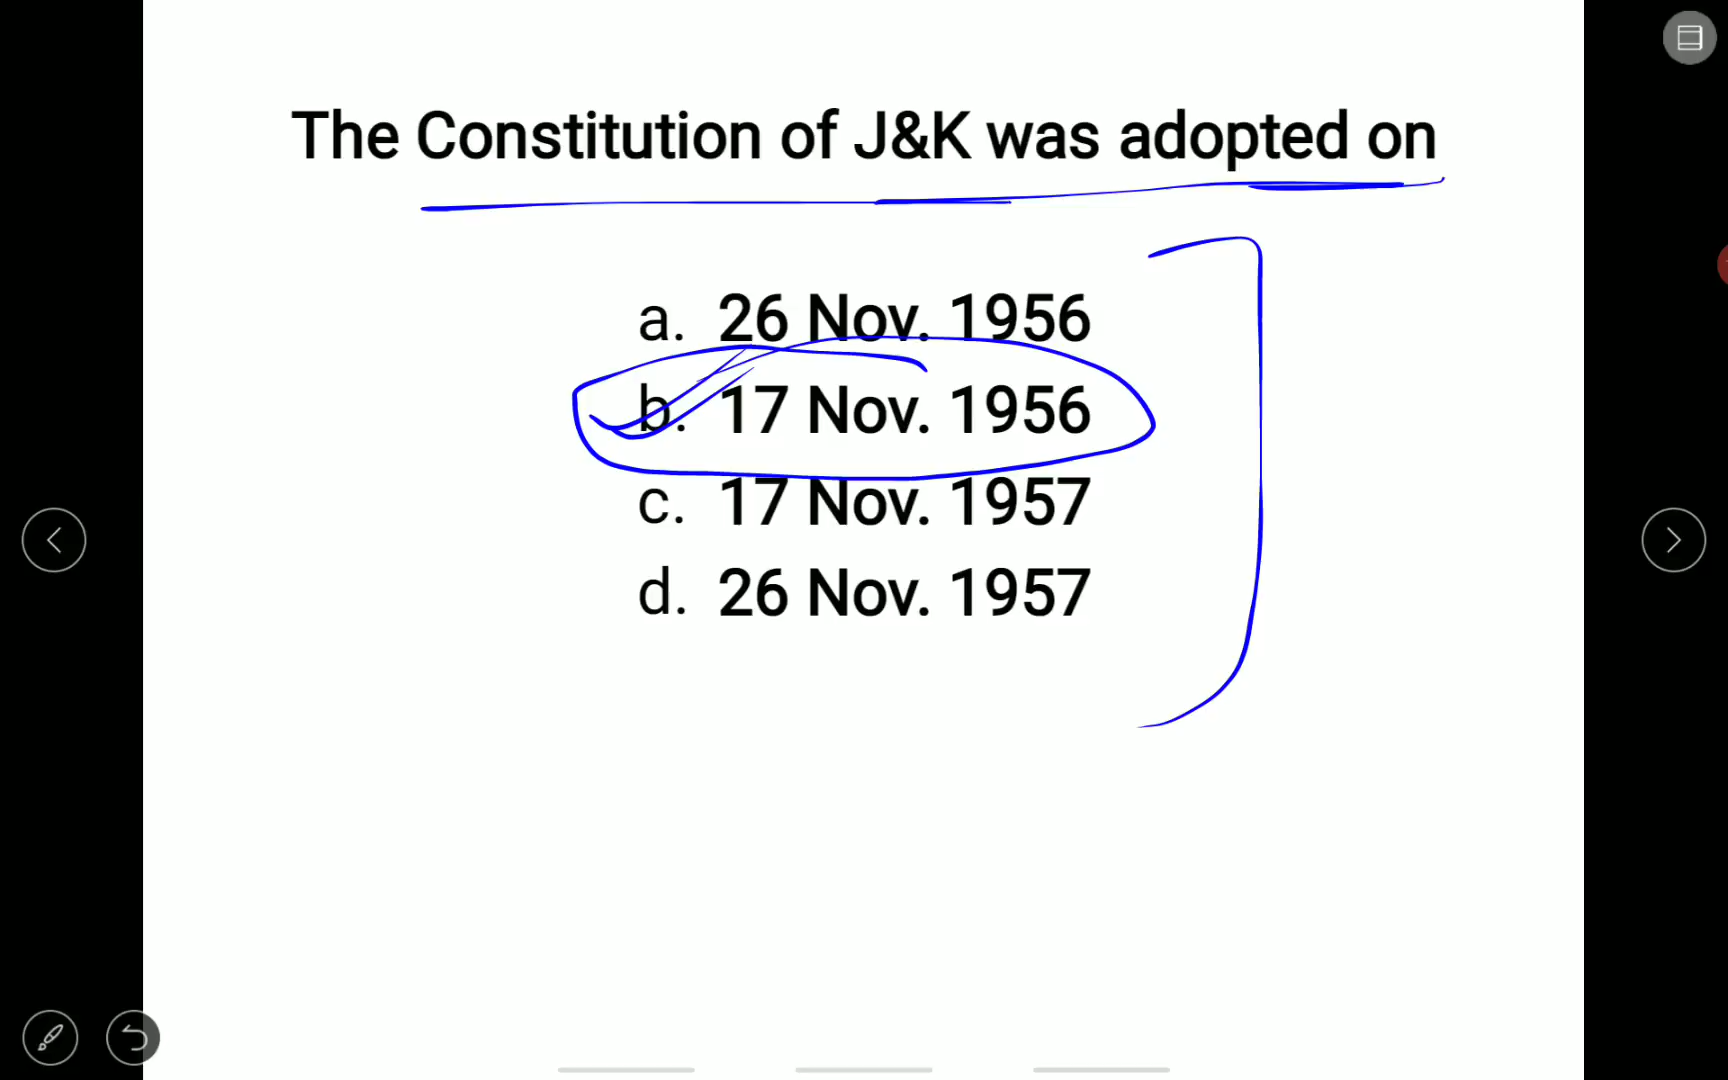 The Constitution of J&K was adopted on
a. 26 Nov. 1956
b. 17 Nov. 1956
c. 17 Nov. 1957
d. 26 Nov. 1957